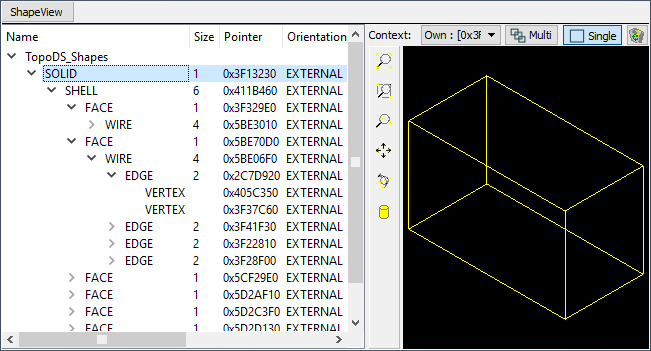 ShapeView
Name Size Pointer Orientation
TopoDS_Shapes
SOLID 1 0x3F13230 EXTERNAL
SHELL 6 0x411B460 EXTERNAL
FACE 1 0x3F329E0 EXTERNAL
WIRE 4 0x5BE3010 EXTERNAL
FACE 1 0x5BE70D0 EXTERNAL
WIRE 4 0x5BE06F0 EXTERNAL
EDGE 2 0x2C7D920 EXTERNAL
VERTEX 0x405C350 EXTERNAL
VERTEX 0x3F37C60 EXTERNAL
EDGE 2 0x3F41F30 EXTERNAL
EDGE 2 0x3F22810 EXTERNAL
EDGE 2 0x3F28F00 EXTERNAL
FACE 1 0x5CF29E0 EXTERNAL
FACE 1 0x5D2AF10 EXTERNAL
FACE 1 0x5D2C3F0 EXTERNAL
FACE 1 0x5D2D130 EXTERNAL
Context: Own : [0x3F Multi Single